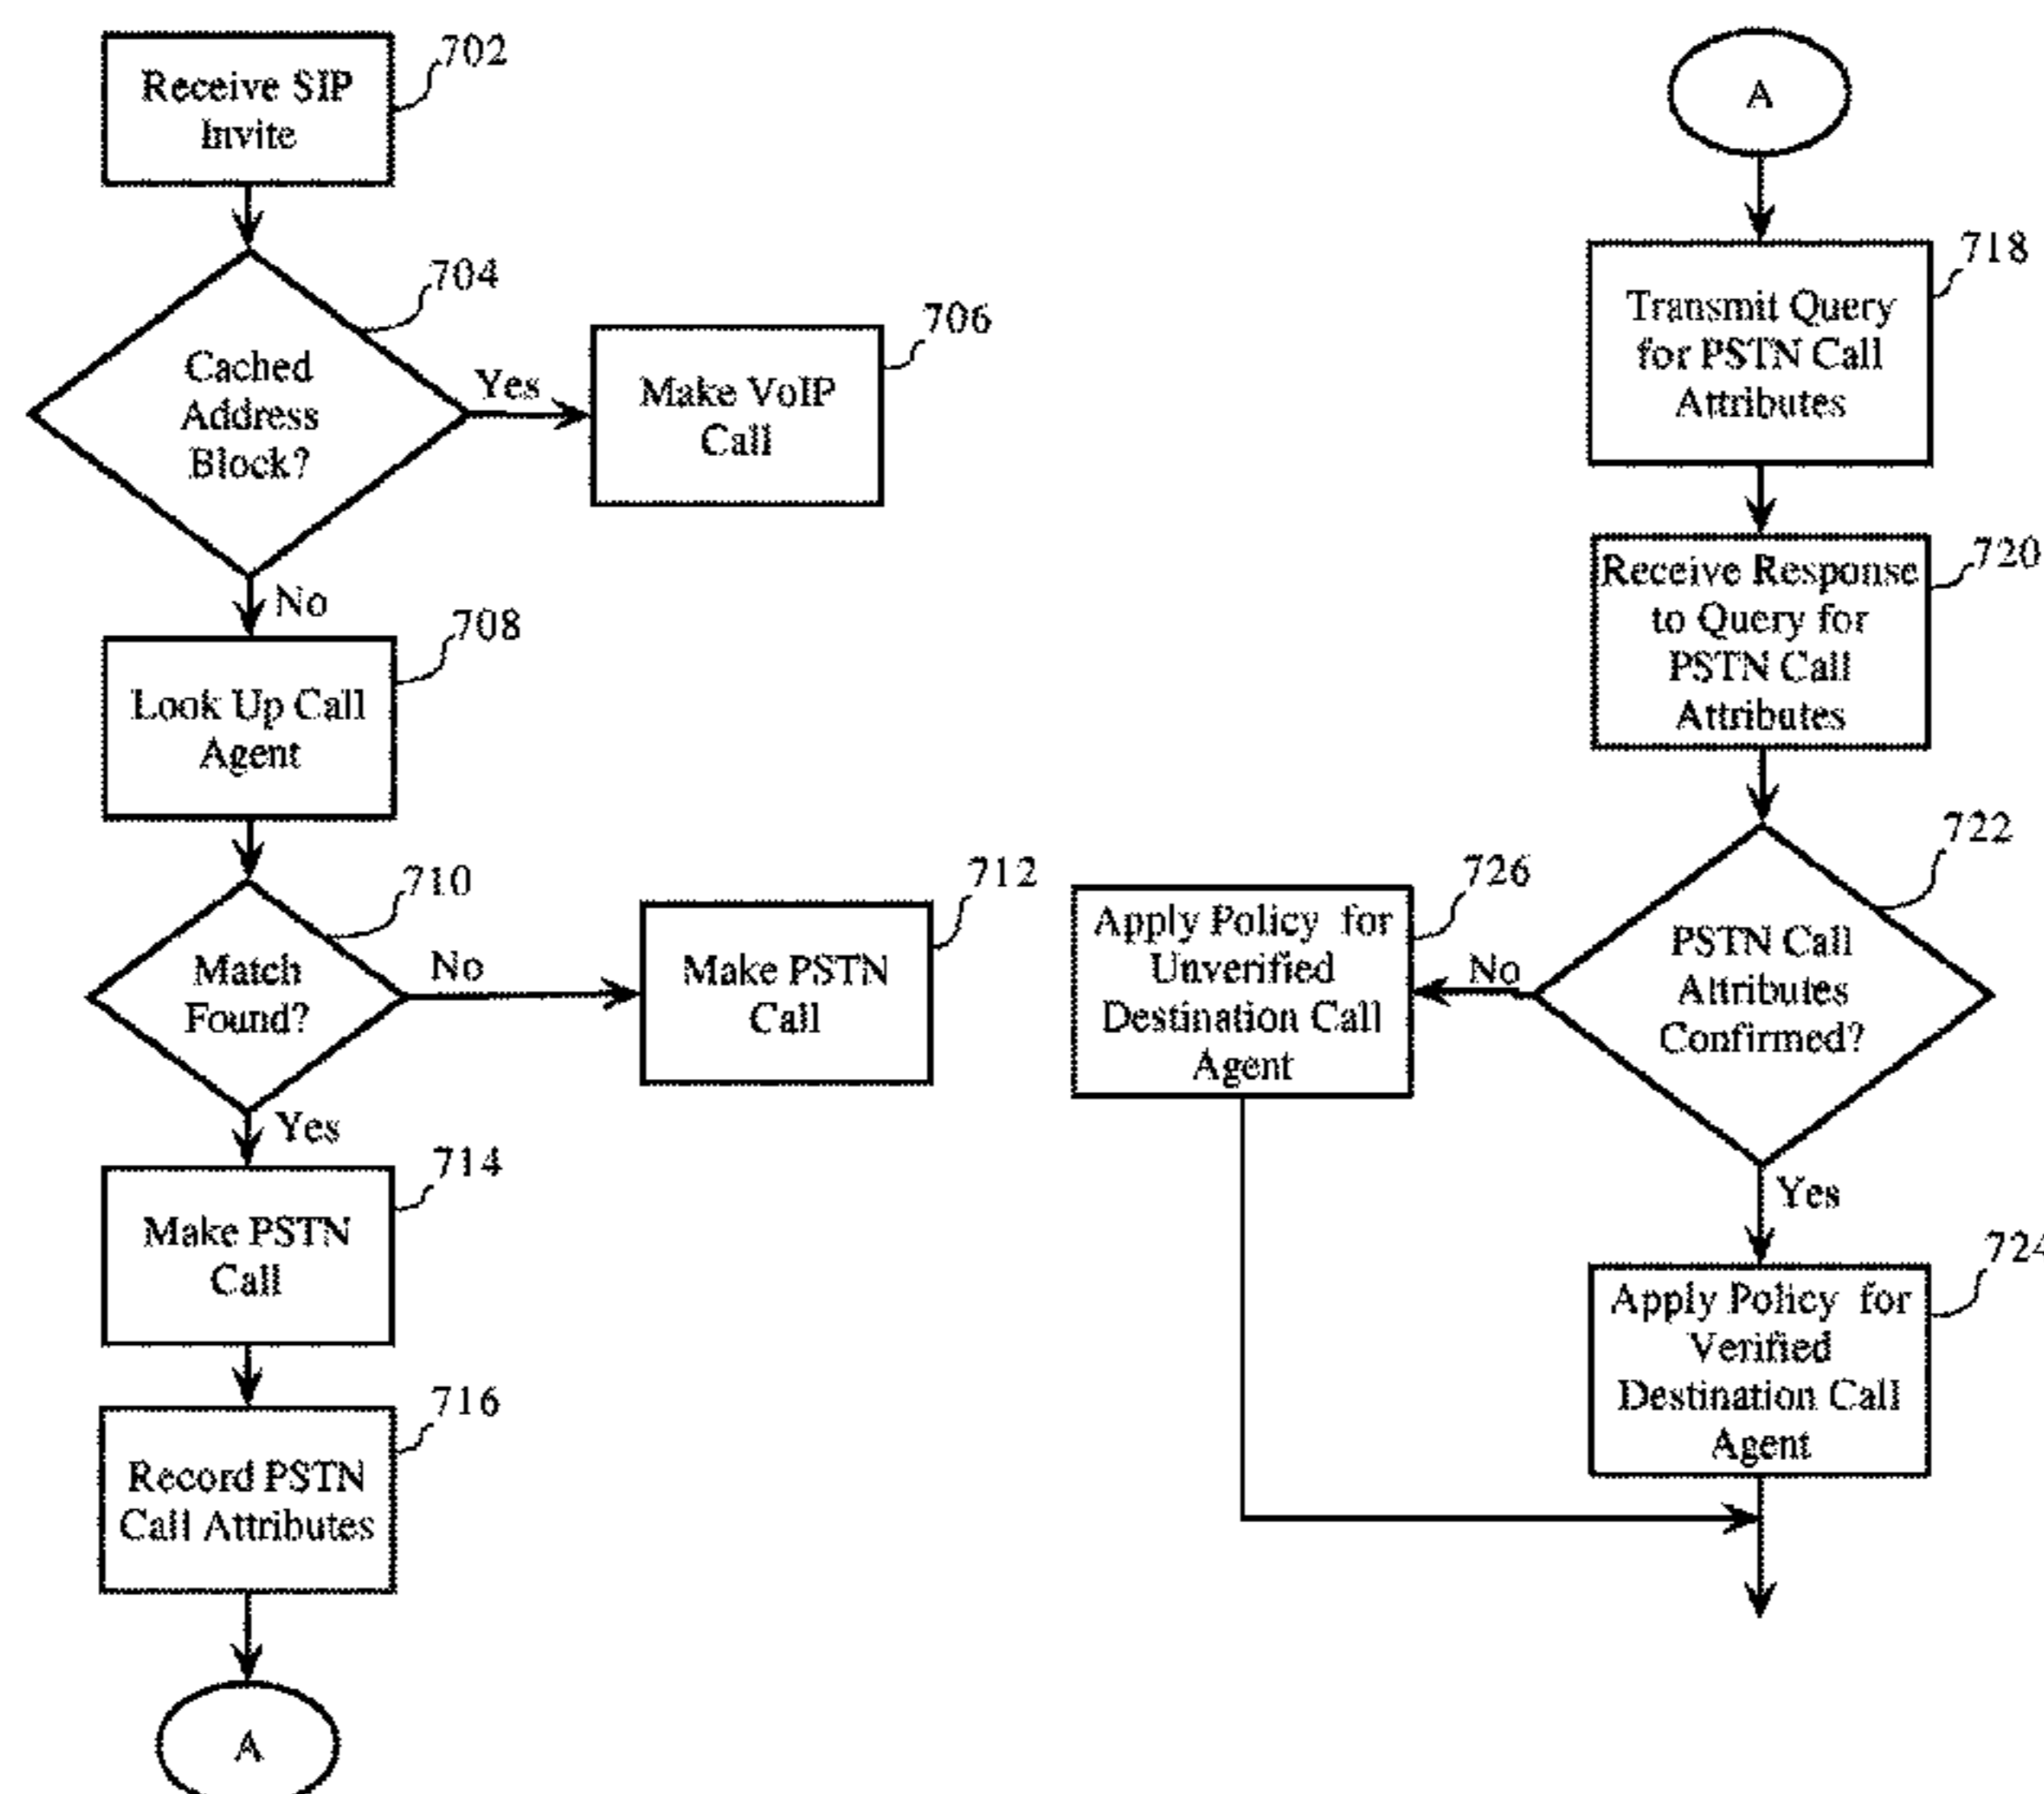 702
Receive SIP
Invite
704
Cached
Address
Block?
Yes
706
Make VoIP
Call
No
708
Look Up Call
Agent
710
Match
Found?
No
712
Make PSTN
Call
Yes
714
Make PSTN
Call
716
Record PSTN
Call Attributes
A
A
718
Transmit Query
for PSTN Call
Attributes
720
Receive Response
to Query for
PSTN Call
Attributes
722
PSTN Call
Attributes
Confirmed?
No
726
Apply Policy for
Unverified
Destination Call
Agent
Yes
724
Apply Policy for
Verified
Destination Call
Agent